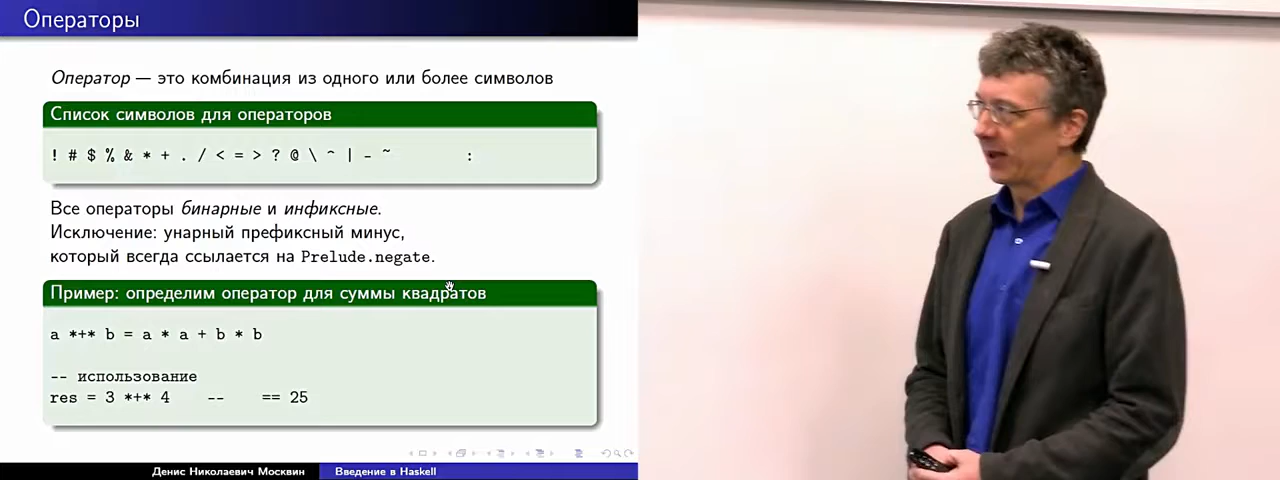 Операторы
Оператор — это комбинация из одного или более символов
Список символов для операторов
! # $ % & * + . / < = > ? @ \ ^ | - ~ :
Все операторы бинарные и инфиксные.
Исключение: унарный префиксный минус,
который всегда ссылается на Prelude.negate.
Пример: определим оператор для суммы квадратов
a *+* b = a * a + b * b
-- использование
res = 3 *+* 4 -- == 25
Денис Николаевич Москвин Введение в Haskell